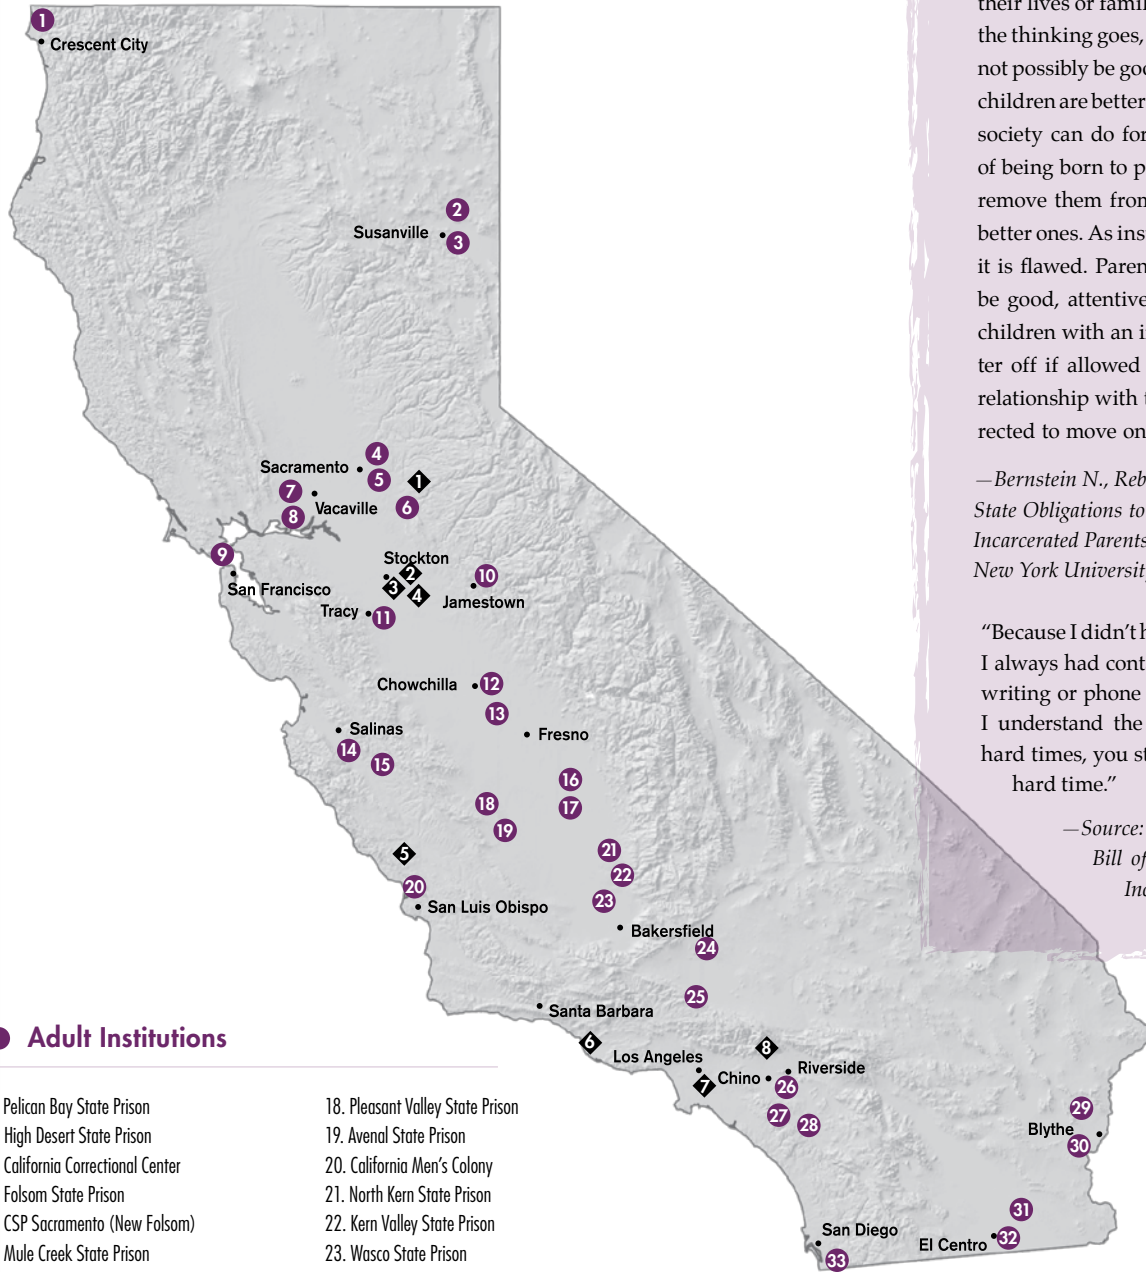 1
Crescent City
2
Susanville
3
4
Sacramento
5
1
7
Vacaville
6
8
9
Stockton
2
San Francisco
3
4
10
Jamestown
Tracy
11
Chowchilla
12
13
Salinas
Fresno
14
15
16
18
17
19
5
21
22
20
23
San Luis Obispo
Bakersfield
24
25
Santa Barbara
6
8
Los Angeles
Riverside
Chino
7
26
27
28
29
Blythe
30
31
San Diego
El Centro
32
33
their lives or
the thinking goes,
not possibly be
children are better
society can do for
of being born to
remove them from
better ones. As
it is flawed.
be good, attentive
children with an
ter off if allowed
relationship with
rected to move on
—Bernstein N.,
State Obligations to
Incarcerated Parents
New York University
“Because I didn’t
I always had
writing or phone
I understand the
hard times, you
hard time.”
—Source:
Bill of
Adult Institutions
Pelican Bay State Prison
High Desert State Prison
California Correctional Center
Folsom State Prison
CSP Sacramento (New Folsom)
Mule Creek State Prison
18. Pleasant Valley State Prison
19. Avenal State Prison
20. California Men’s Colony
21. North Kern State Prison
22. Kern Valley State Prison
23. Wasco State Prison